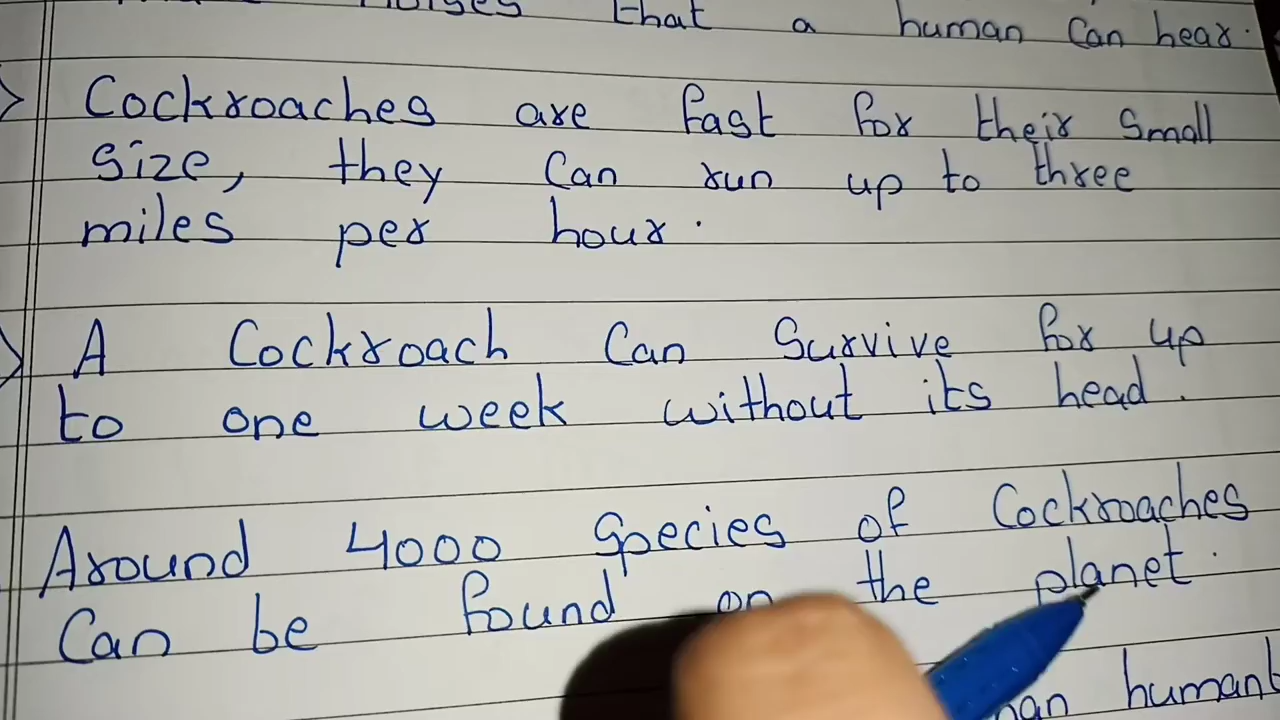 that a human Can hear.
> Cockroaches are fast for their Small
size, they Can run up to three
miles per hour.
> A Cockroach Can Survive for up
to one week without its head.
Around 4000 Species of Cockroaches
Can be found on the planet.